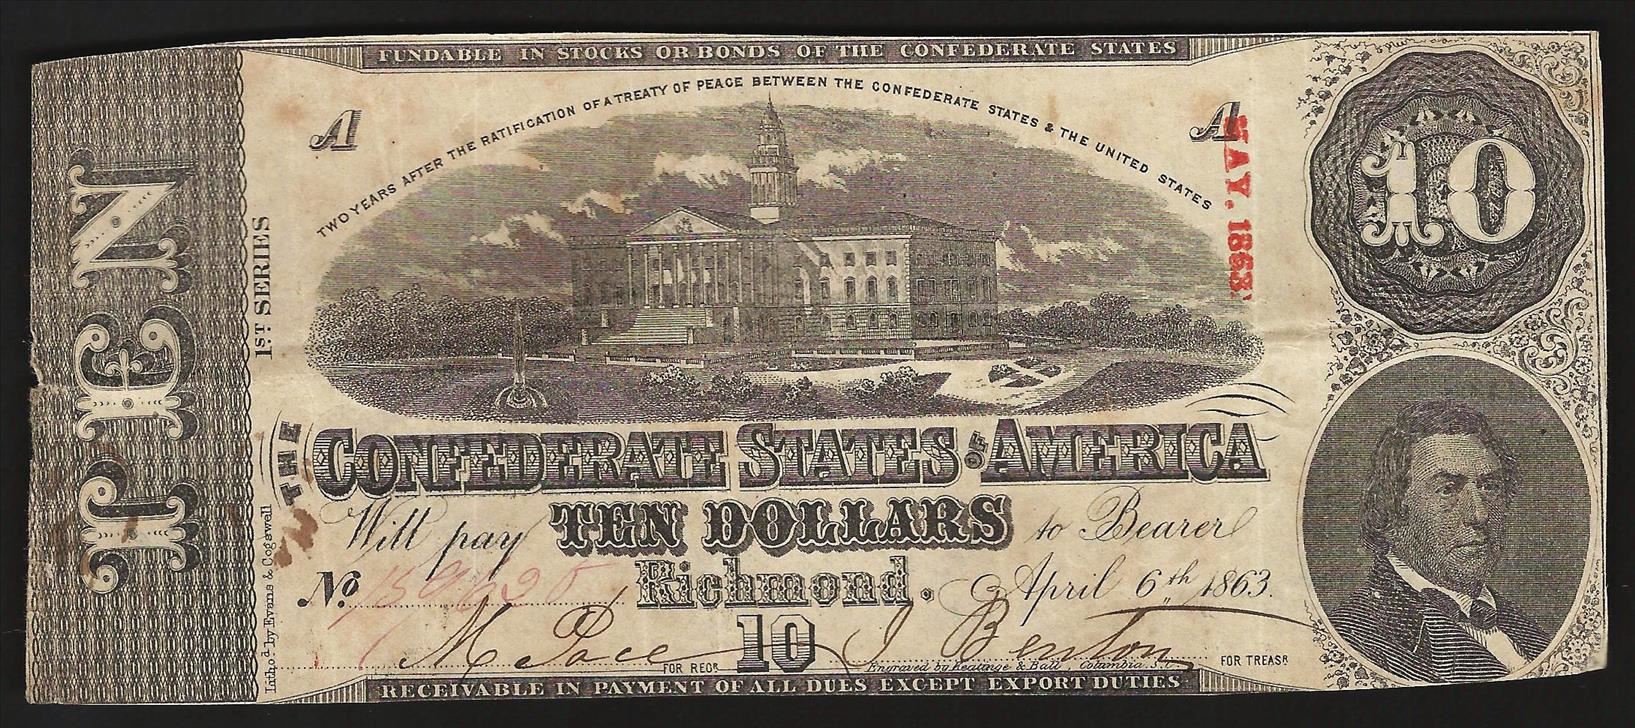 FUNDABLE IN STOCKS OR BONDS OF THE CONFEDERATE STATES
TWO YEARS AFTER THE RATIFICATION OF A TREATY OF PEACE BETWEEN THE CONFEDERATE STATES & THE UNITED STATES
A
A
MAY. 1863
10
TEN
1ST SERIES
THE
CONFEDERATE STATES OF AMERICA
Will pay TEN DOLLARS to Bearer
No Richmond. April 6th 1863.
M Pace FOR REGR 10 J Benton FOR TREASR
Engraved by Keatinge & Ball Columbia, S.C.
Lithod by Evans & Cogswell
RECEIVABLE IN PAYMENT OF ALL DUES EXCEPT EXPORT DUTIES